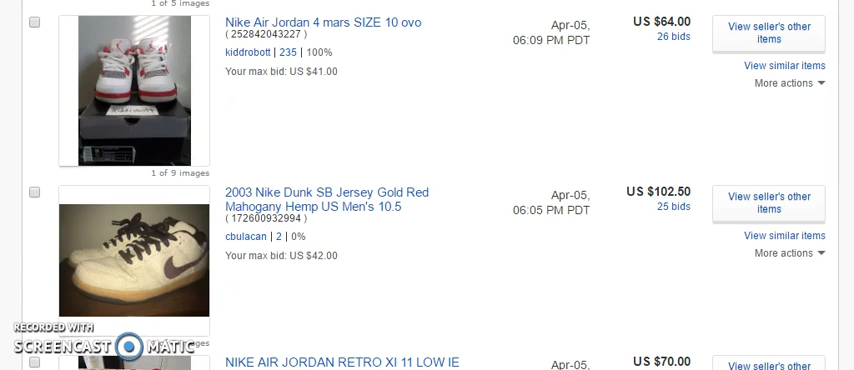 1 of 5 images
Nike Air Jordan 4 mars SIZE 10 ovo
( 252842043227 )
kiddrobott | 235 | 100%
Your max bid: US $41.00
Apr-05,
06:09 PM PDT
US $64.00
26 bids
View seller's other
items
View similar items
More actions
1 of 9 images
2003 Nike Dunk SB Jersey Gold Red
Mahogany Hemp US Men's 10.5
( 172600932994 )
cbulacan | 2 | 0%
Your max bid: US $42.00
Apr-05,
06:05 PM PDT
US $102.50
25 bids
View seller's other
items
View similar items
More actions
images
RECORDED WITH
SCREENCAST MATIC
NIKE AIR JORDAN RETRO XI 11 LOW IE
Apr-05,
US $70.00
View seller's other